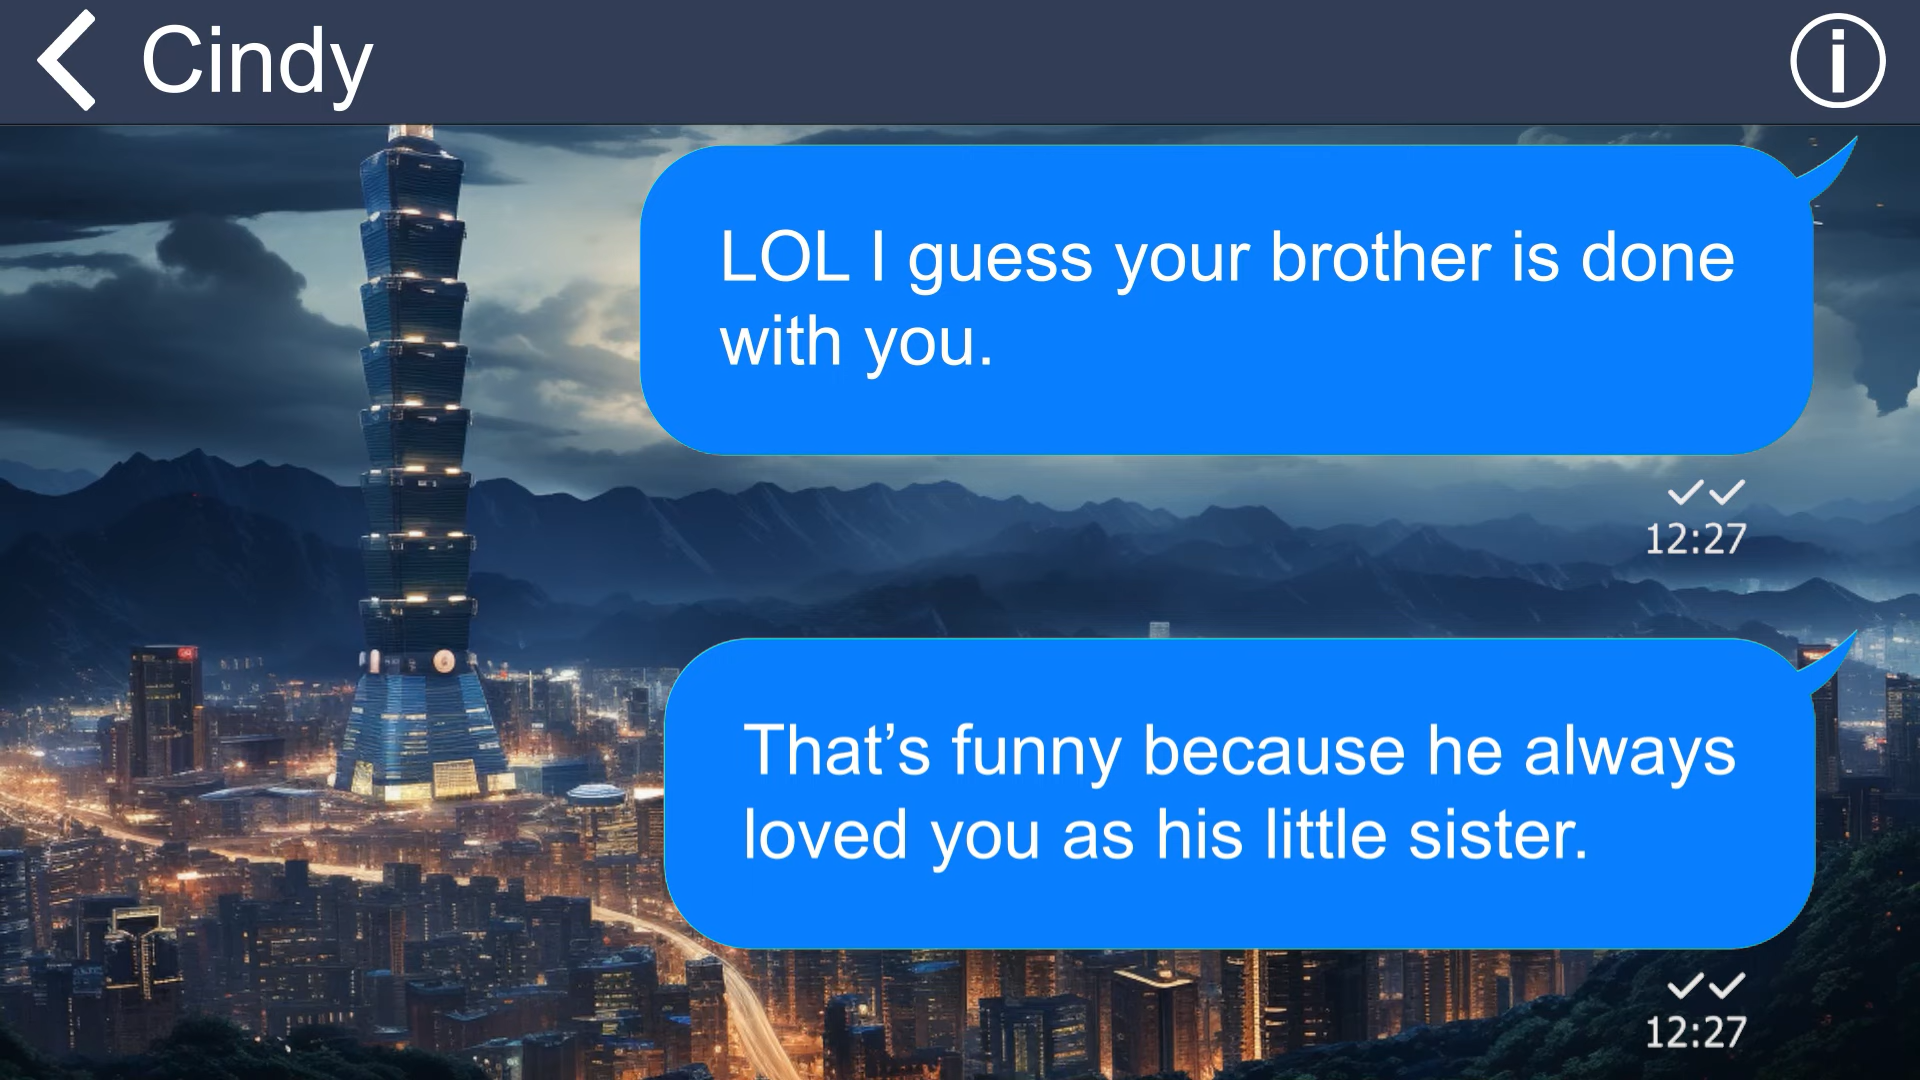 Cindy
LOL I guess your brother is done
with you.
12:27
That’s funny because he always
loved you as his little sister.
12:27